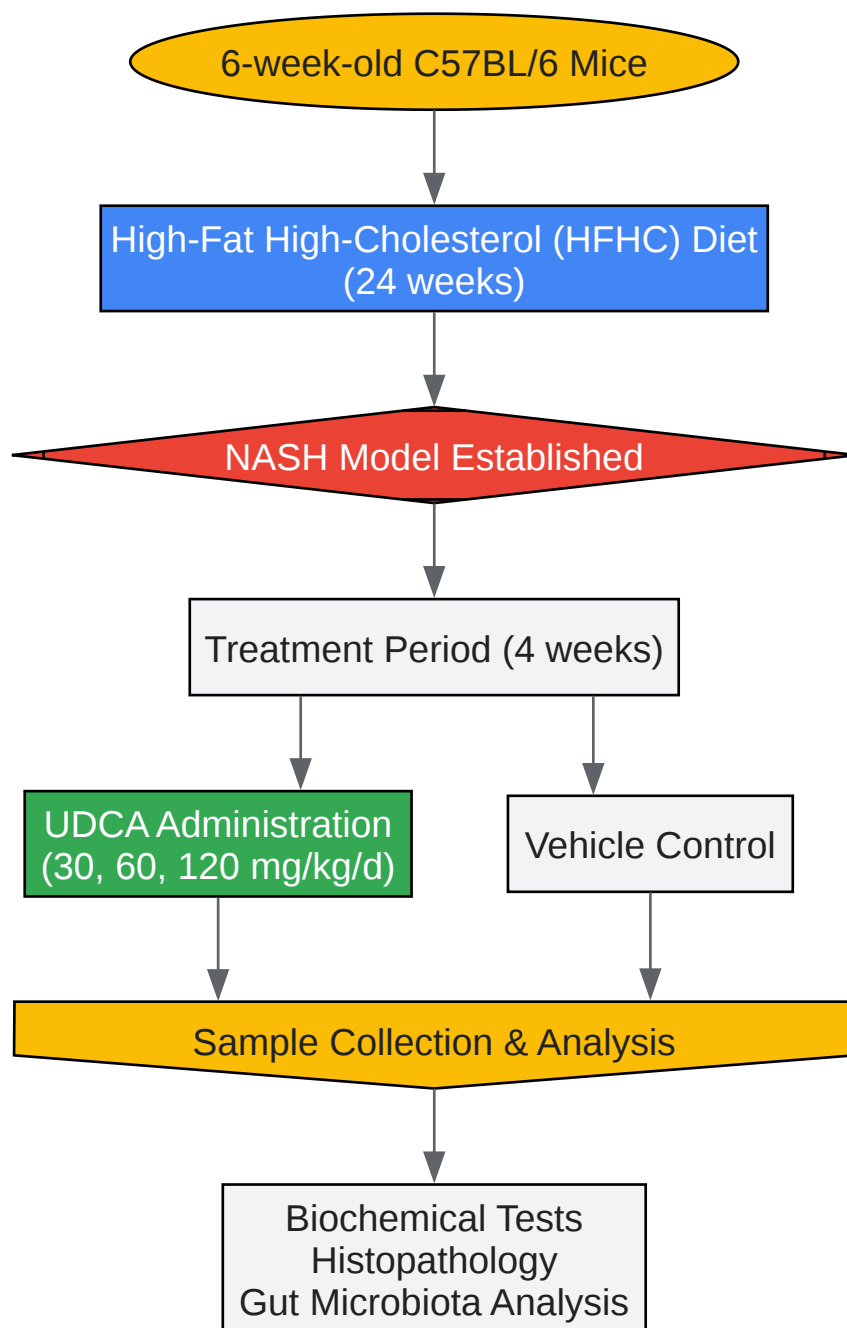 6-week-old C57BL/6 Mice
High-Fat High-Cholesterol (HFHC) Diet
(24 weeks)
NASH Model Established
Treatment Period (4 weeks)
UDCA Administration
(30, 60, 120 mg/kg/d)
Vehicle Control
Sample Collection & Analysis
Biochemical Tests
Histopathology
Gut Microbiota Analysis